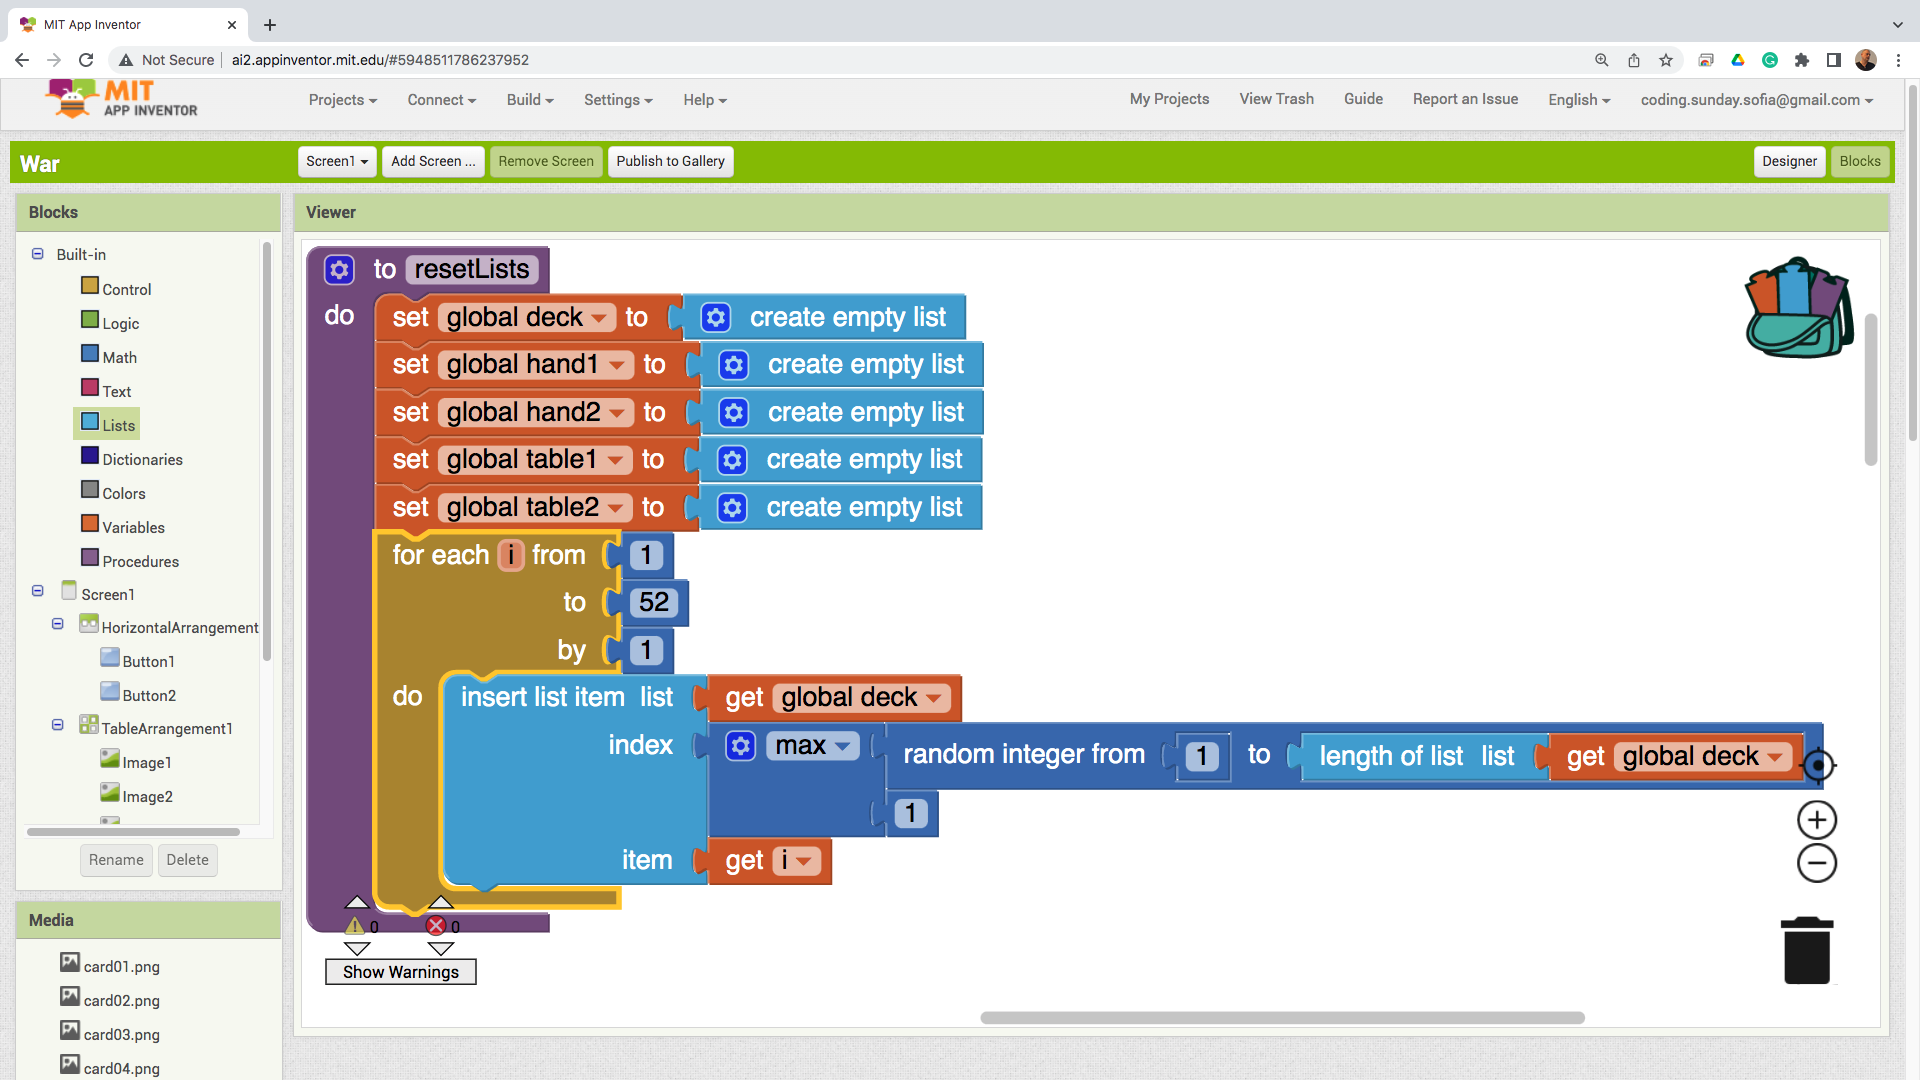 MIT App Inventor
Not Secure
ai2.appinventor.mit.edu/#5948511786237952
MIT
APP INVENTOR
Projects
Connect
Build
Settings
Help
My Projects
View Trash
Guide
Report an Issue
English
coding.sunday.sofia@gmail.com
War
Screen1
Add Screen ...
Remove Screen
Publish to Gallery
Designer
Blocks
Blocks
Built-in
Control
Logic
Math
Text
Lists
Dictionaries
Colors
Variables
Procedures
Screen1
HorizontalArrangement
Button1
Button2
TableArrangement1
Image1
Image2
Rename
Delete
Media
card01.png
card02.png
card03.png
card04.png
Viewer
to resetLists
do set global deck to create empty list
set global hand1 to create empty list
set global hand2 to create empty list
set global table1 to create empty list
set global table2 to create empty list
for each i from 1
to 52
by 1
do insert list item list get global deck
index max random integer from 1 to length of list list get global deck
1
item get i
0
0
Show Warnings